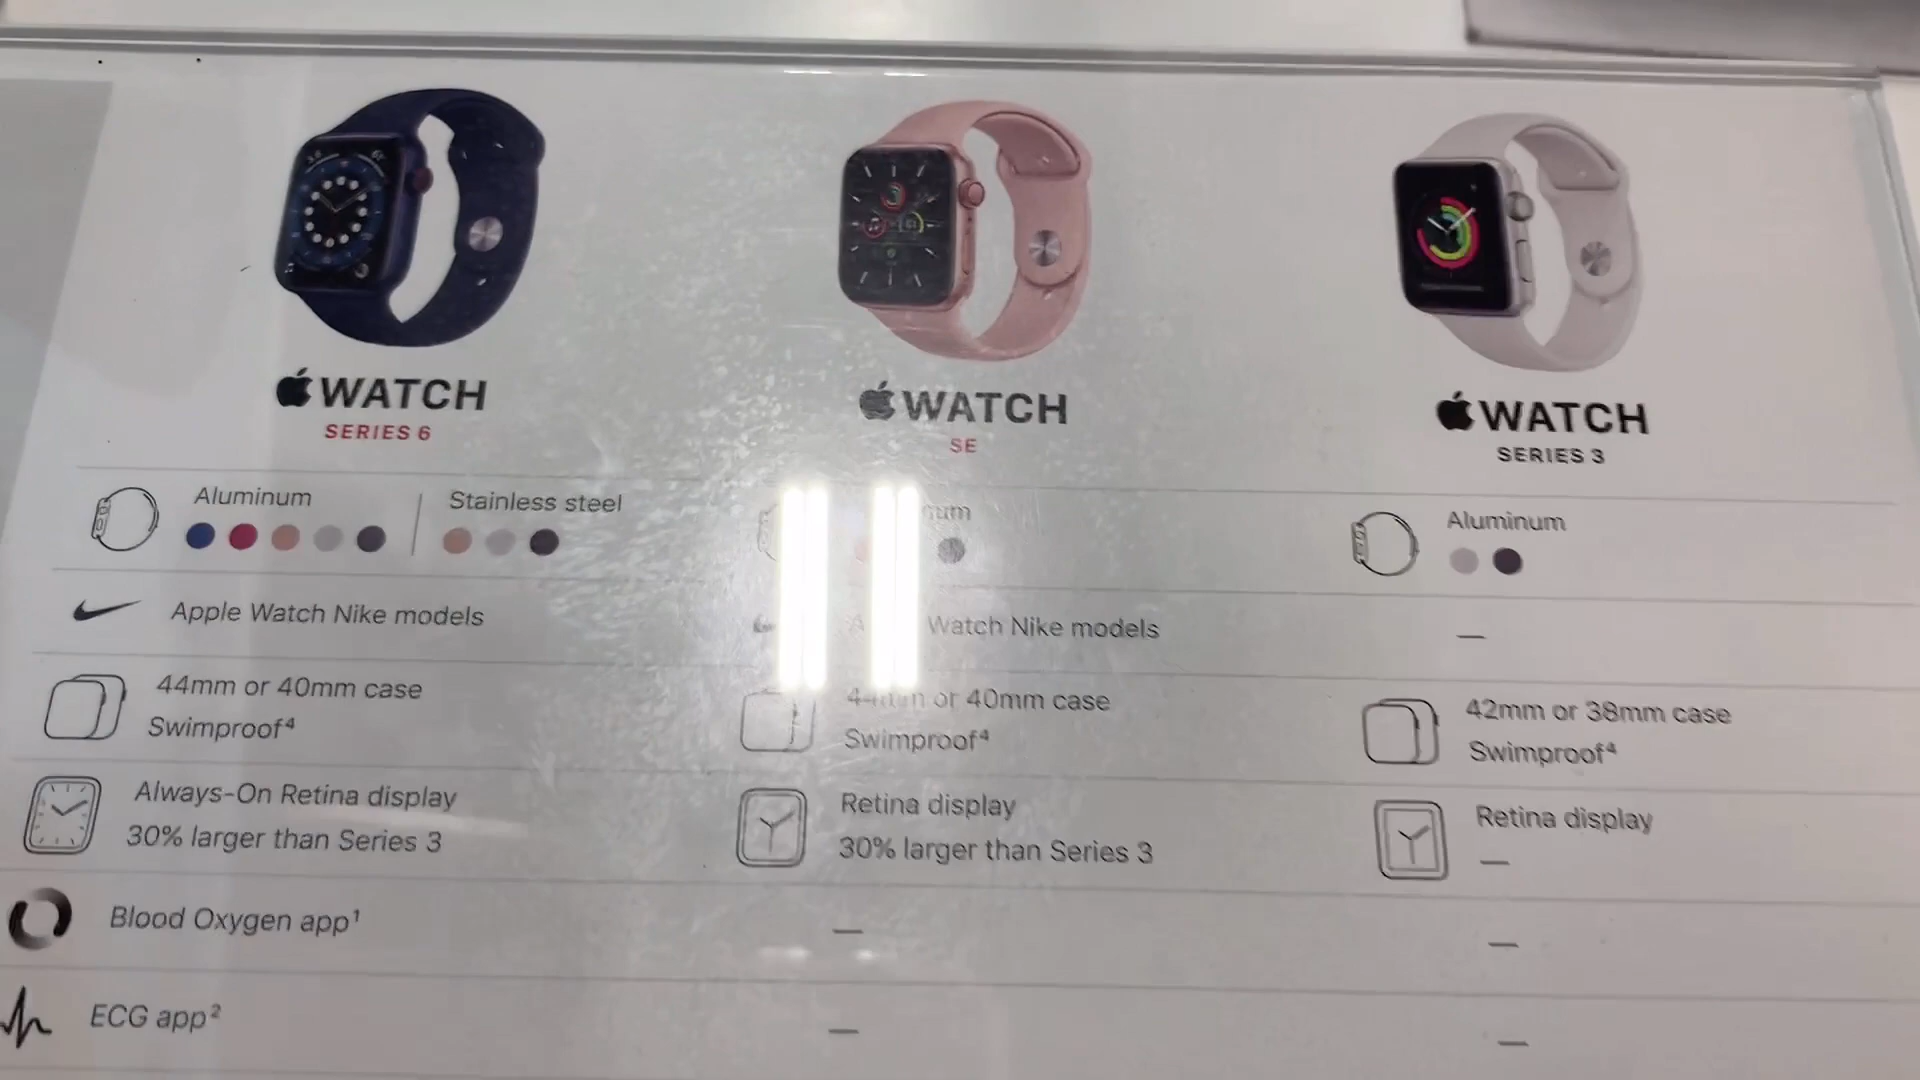 WATCH
SERIES 6
WATCH
SE
WATCH
SERIES 3
Aluminum
Stainless steel
Aluminum
Apple Watch Nike models
Watch Nike models
—
44mm or 40mm case
Swimproof⁴
or 40mm case
Swimproof⁴
42mm or 38mm case
Swimproof⁴
Always-On Retina display
30% larger than Series 3
Retina display
30% larger than Series 3
Retina display
—
Blood Oxygen app¹
—
—
ECG app²
—
—